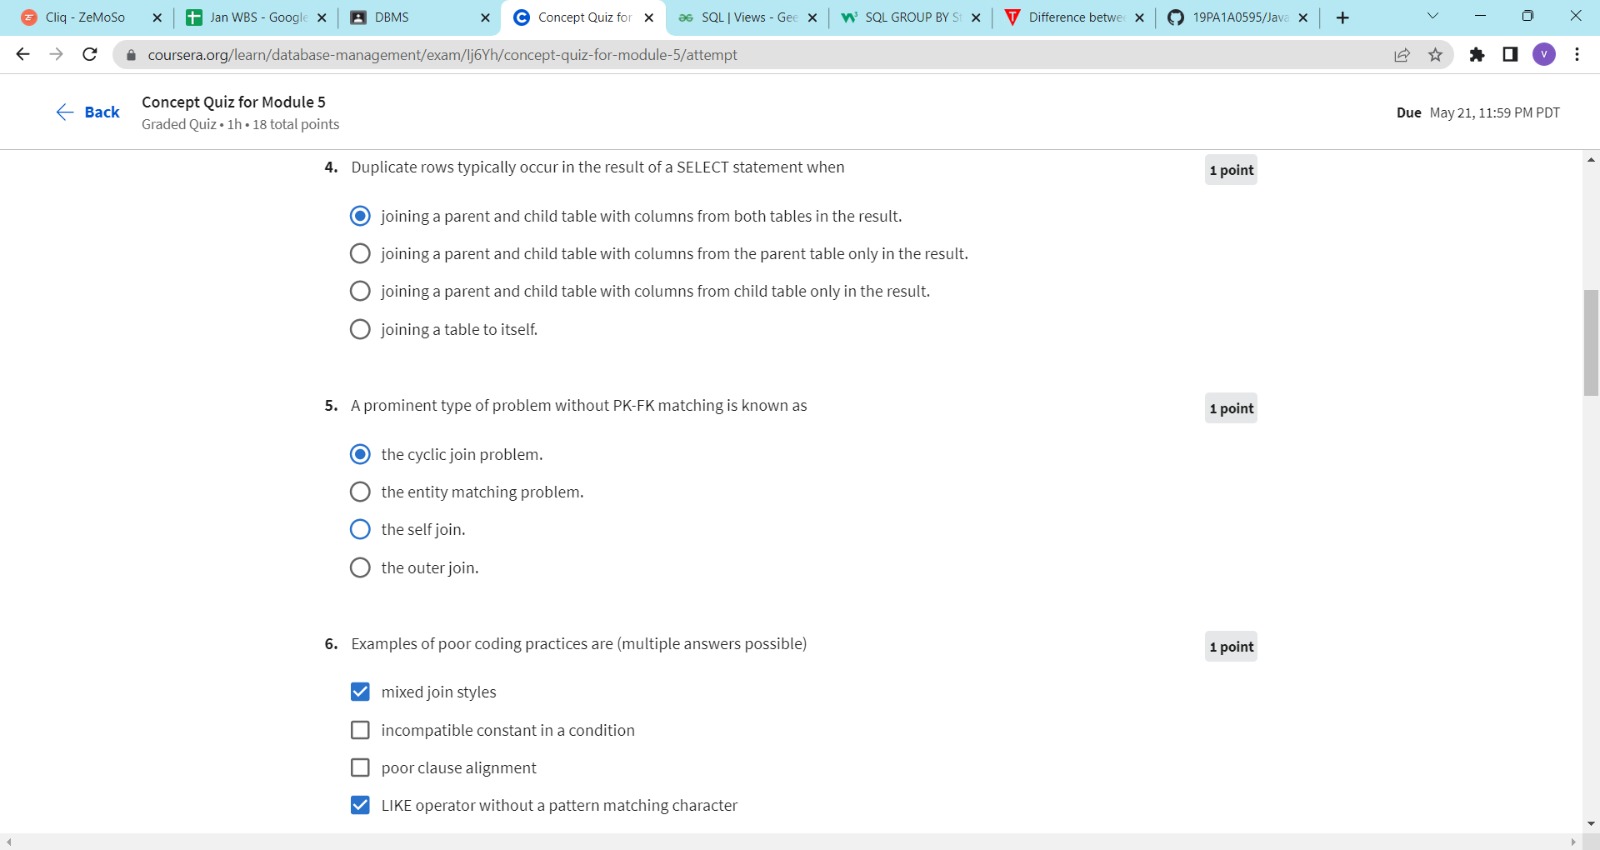 Cliq - ZeMoSo
Jan WBS - Google
DBMS
Concept Quiz for
SQL | Views - Gee
SQL GROUP BY St
Difference betwe
19PA1A0595/Java
coursera.org/learn/database-management/exam/lj6Yh/concept-quiz-for-module-5/attempt
V
Back
Concept Quiz for Module 5
Graded Quiz • 1h • 18 total points
Due May 21, 11:59 PM PDT
4. Duplicate rows typically occur in the result of a SELECT statement when
1 point
joining a parent and child table with columns from both tables in the result.
joining a parent and child table with columns from the parent table only in the result.
joining a parent and child table with columns from child table only in the result.
joining a table to itself.
5. A prominent type of problem without PK-FK matching is known as
1 point
the cyclic join problem.
the entity matching problem.
the self join.
the outer join.
6. Examples of poor coding practices are (multiple answers possible)
1 point
mixed join styles
incompatible constant in a condition
poor clause alignment
LIKE operator without a pattern matching character